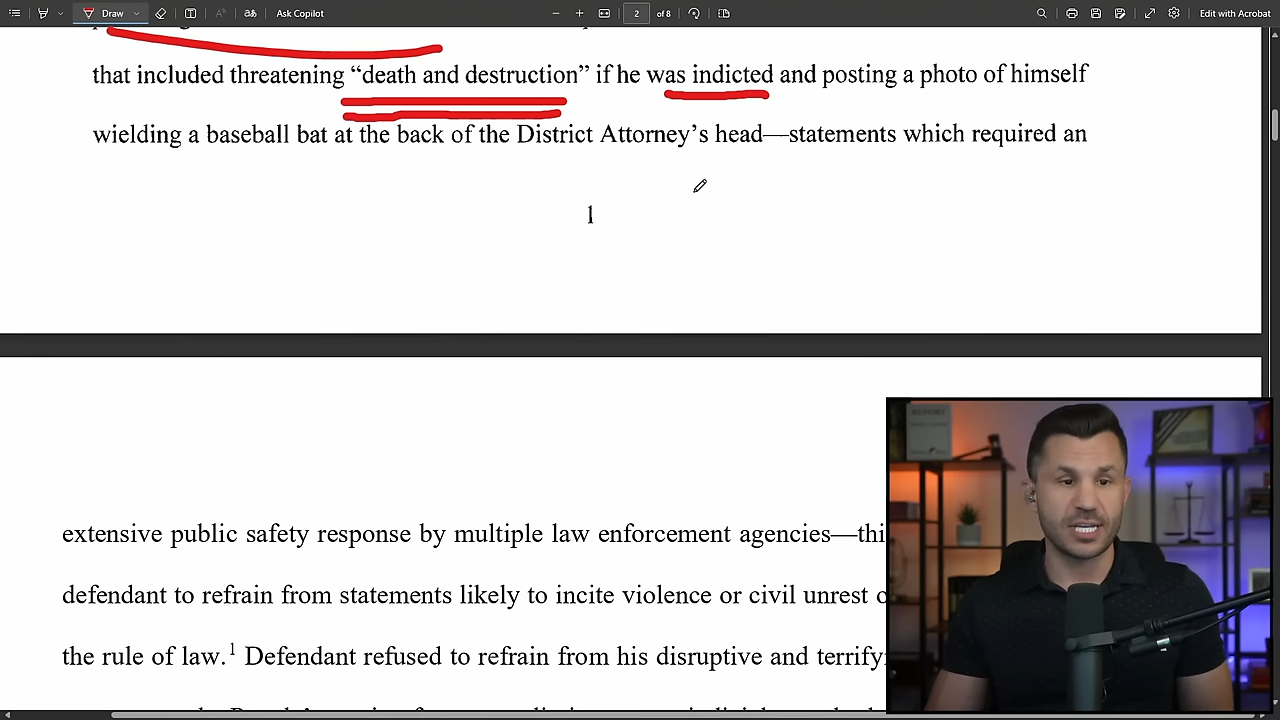 Draw
Ask Copilot
2
of 8
Edit with Acrobat
that included threatening “death and destruction” if he was indicted and posting a photo of himself
wielding a baseball bat at the back of the District Attorney’s head—statements which required an
1
extensive public safety response by multiple law enforcement agencies—
defendant to refrain from statements likely to incite violence or civil unrest
the rule of law.1 Defendant refused to refrain from his disruptive and
REPORT